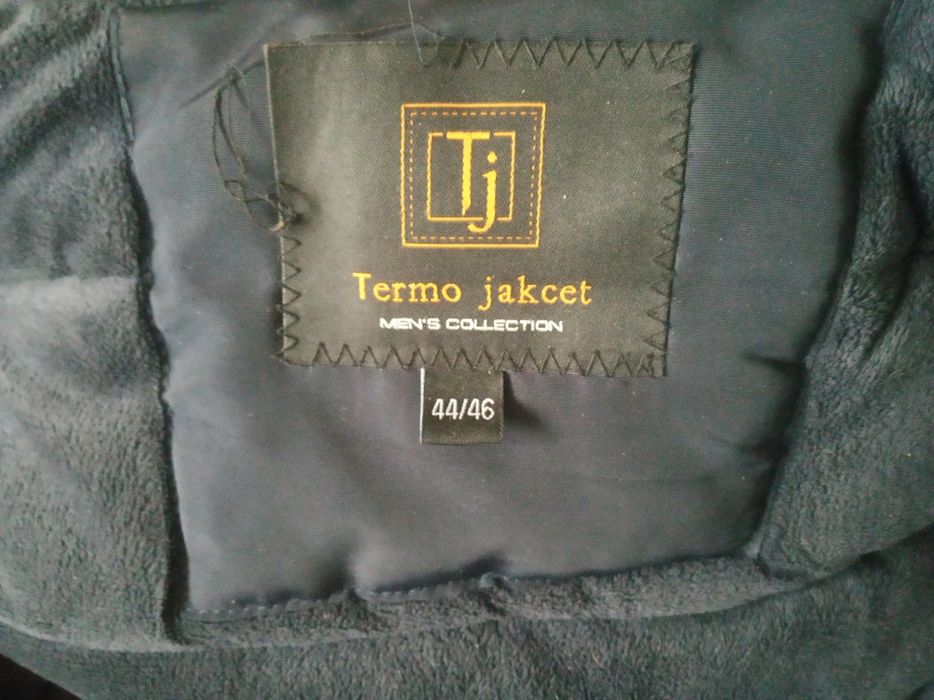 Tj
Termo jakcet
MEN'S COLLECTION
44/46